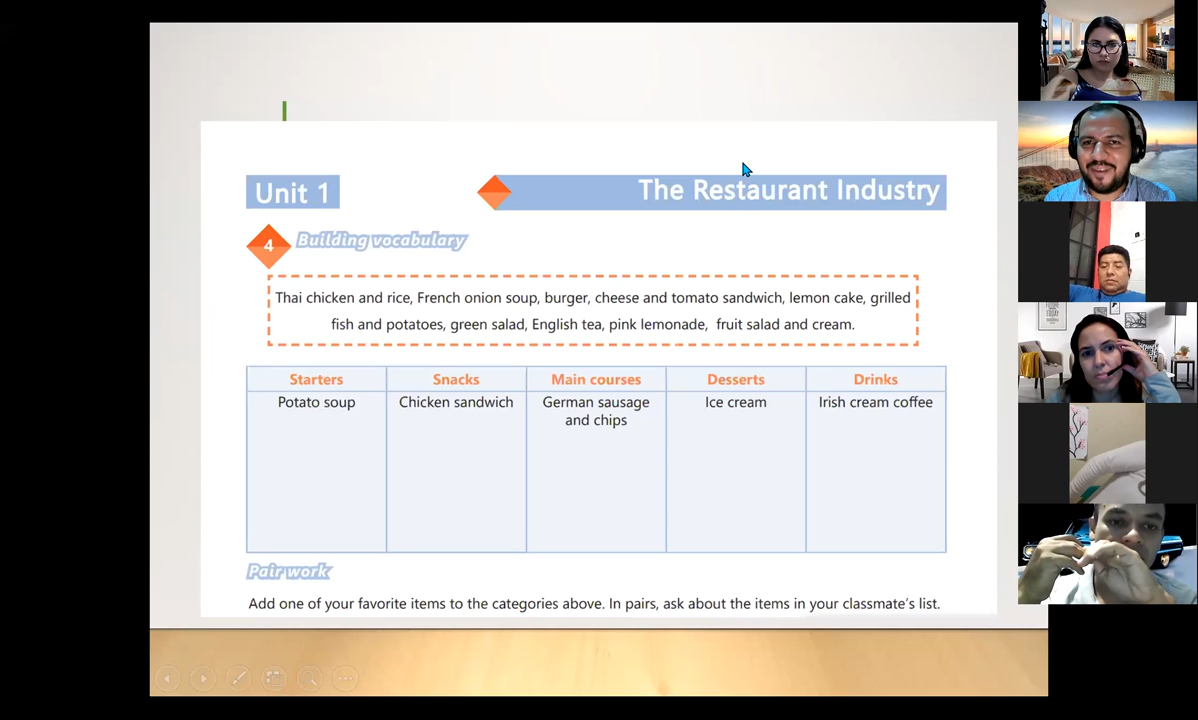 Unit 1
The Restaurant Industry
4
Building vocabulary
Thai chicken and rice, French onion soup, burger, cheese and tomato sandwich, lemon cake, grilled
fish and potatoes, green salad, English tea, pink lemonade, fruit salad and cream.
Starters Snacks Main courses Desserts Drinks
Potato soup Chicken sandwich German sausage Ice cream Irish cream coffee
and chips
Pair work
Add one of your favorite items to the categories above. In pairs, ask about the items in your classmate's list.